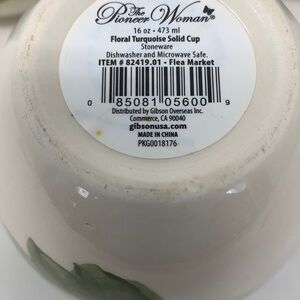 The
Pioneer Woman®
16 oz - 473 ml
Floral Turquoise Solid Cup
Stoneware
Dishwasher and Microwave Safe.
ITEM # 82419.01 - Flea Market
0 85081 05600 9
Distributed by Gibson Overseas Inc.
Commerce, CA 90040
gibsonusa.com
MADE IN CHINA
PKG0018176